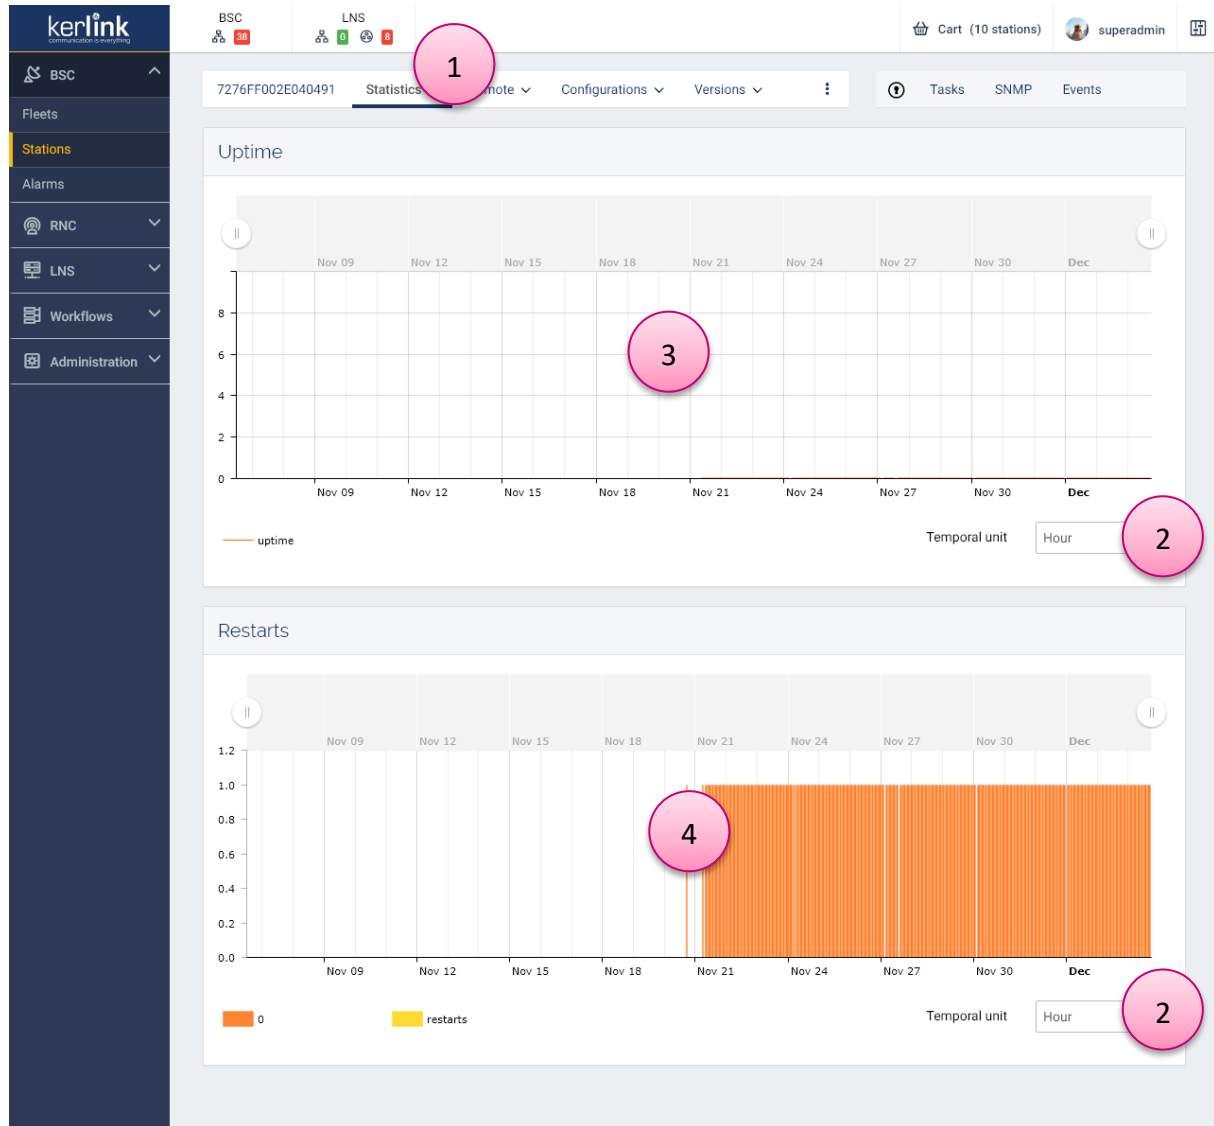 kerlink
communication is everything
BSC
38
LNS
0
8
Cart (10 stations)
superadmin
BSC
Fleets
Stations
Alarms
RNC
LNS
Workflows
Administration
7276FF002E040491
Statistics
1
mote
Configurations
Versions
Tasks
SNMP
Events
Uptime
Nov 09 Nov 12 Nov 15 Nov 18 Nov 21 Nov 24 Nov 27 Nov 30 Dec
8
6
4
2
0
3
Nov 09 Nov 12 Nov 15 Nov 18 Nov 21 Nov 24 Nov 27 Nov 30 Dec
uptime
Temporal unit
Hour
2
Restarts
Nov 09 Nov 12 Nov 15 Nov 18 Nov 21 Nov 24 Nov 27 Nov 30 Dec
1.2
1.0
0.8
0.6
0.4
0.2
0.0
4
Nov 09 Nov 12 Nov 15 Nov 18 Nov 21 Nov 24 Nov 27 Nov 30 Dec
0
restarts
Temporal unit
Hour
2